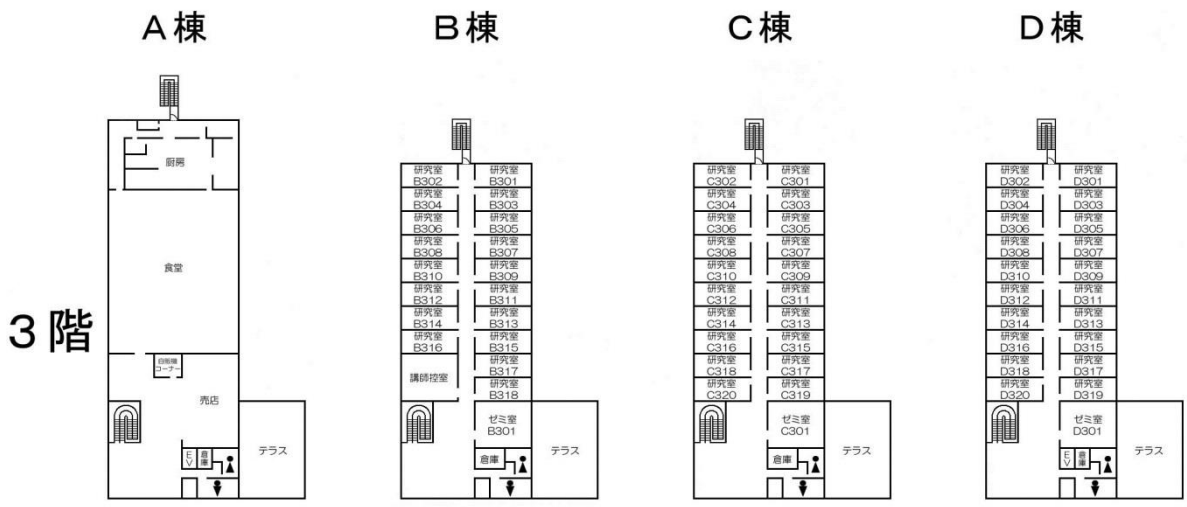 A棟
B棟
C棟
D棟
3階
厨房
食堂
自販機
コーナー
売店
EV
倉庫
テラス
研究室
B302
研究室
B301
研究室
B304
研究室
B303
研究室
B306
研究室
B305
研究室
B308
研究室
B307
研究室
B310
研究室
B309
研究室
B312
研究室
B311
研究室
B314
研究室
B313
研究室
B316
研究室
B315
講師控室
研究室
B317
研究室
B318
ゼミ室
B301
倉庫
テラス
研究室
C302
研究室
C301
研究室
C304
研究室
C303
研究室
C306
研究室
C305
研究室
C308
研究室
C307
研究室
C310
研究室
C309
研究室
C312
研究室
C311
研究室
C314
研究室
C313
研究室
C316
研究室
C315
研究室
C318
研究室
C317
研究室
C320
研究室
C319
ゼミ室
C301
倉庫
テラス
研究室
D302
研究室
D301
研究室
D304
研究室
D303
研究室
D306
研究室
D305
研究室
D308
研究室
D307
研究室
D310
研究室
D309
研究室
D312
研究室
D311
研究室
D314
研究室
D313
研究室
D316
研究室
D315
研究室
D318
研究室
D317
研究室
D320
研究室
D319
ゼミ室
D301
EV
倉庫
テラス